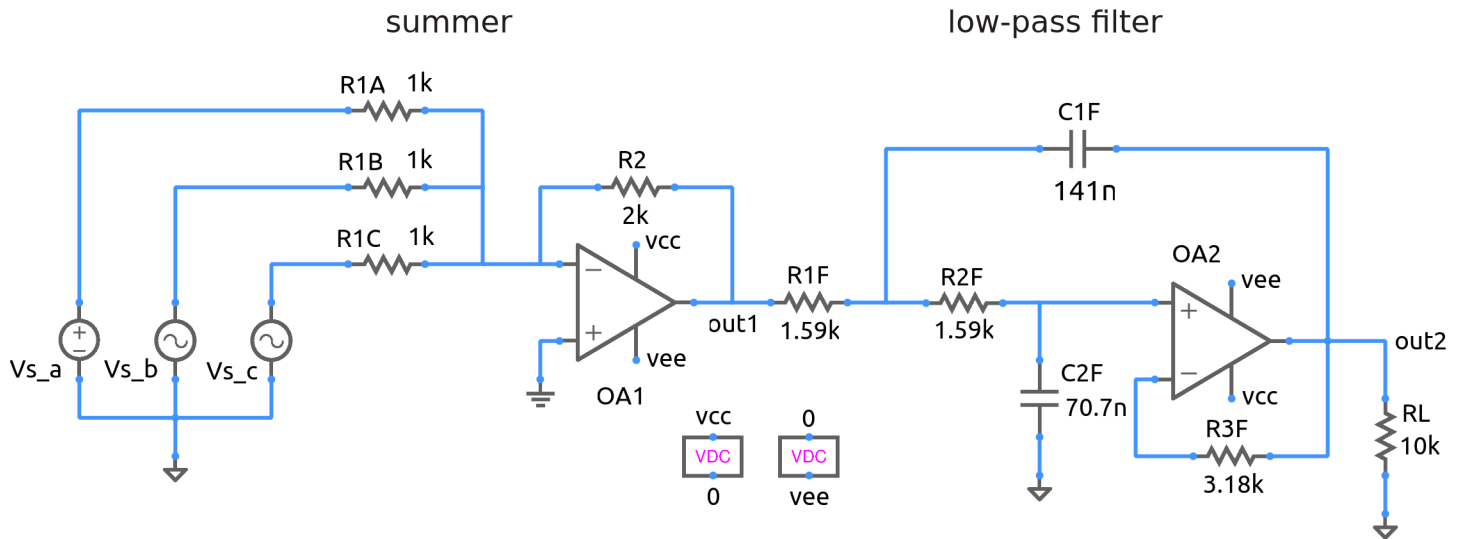 summer
low-pass filter
R1A 1k
R1B 1k
R1C 1k
Vs_a
Vs_b
Vs_c
R2
2k
vcc
−
+
vee
OA1
out1
R1F
1.59k
C1F
141n
R2F
1.59k
C2F
70.7n
OA2
vee
+
−
vcc
R3F
3.18k
out2
RL
10k
vcc
VDC
0
0
VDC
vee